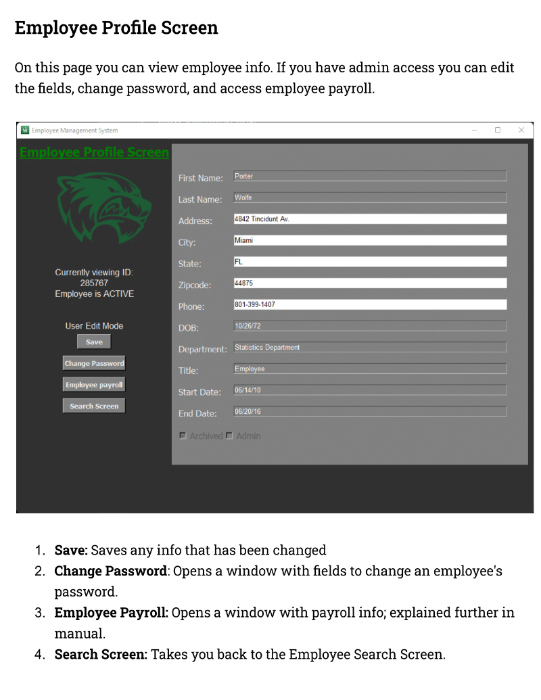 Employee Profile Screen
On this page you can view employee info. If you have admin access you can edit
the fields, change password, and access employee payroll.
Employee Management System
Employee Profile Screen
Currently viewing ID:
285767
Employee is ACTIVE
User Edit Mode
Save
Change Password
Employee payroll
Search Screen
First Name: Porter
Last Name: Wolfe
Address: 4842 Tincidunt Av.
City: Miami
State: FL
Zipcode: 44875
Phone: 801-399-1407
DOB: 10/26/72
Department: Statistics Department
Title: Employee
Start Date: 05/14/10
End Date: 06/20/16
Archived Admin
1. Save: Saves any info that has been changed
2. Change Password: Opens a window with fields to change an employee's
password.
3. Employee Payroll: Opens a window with payroll info; explained further in
manual.
4. Search Screen: Takes you back to the Employee Search Screen.